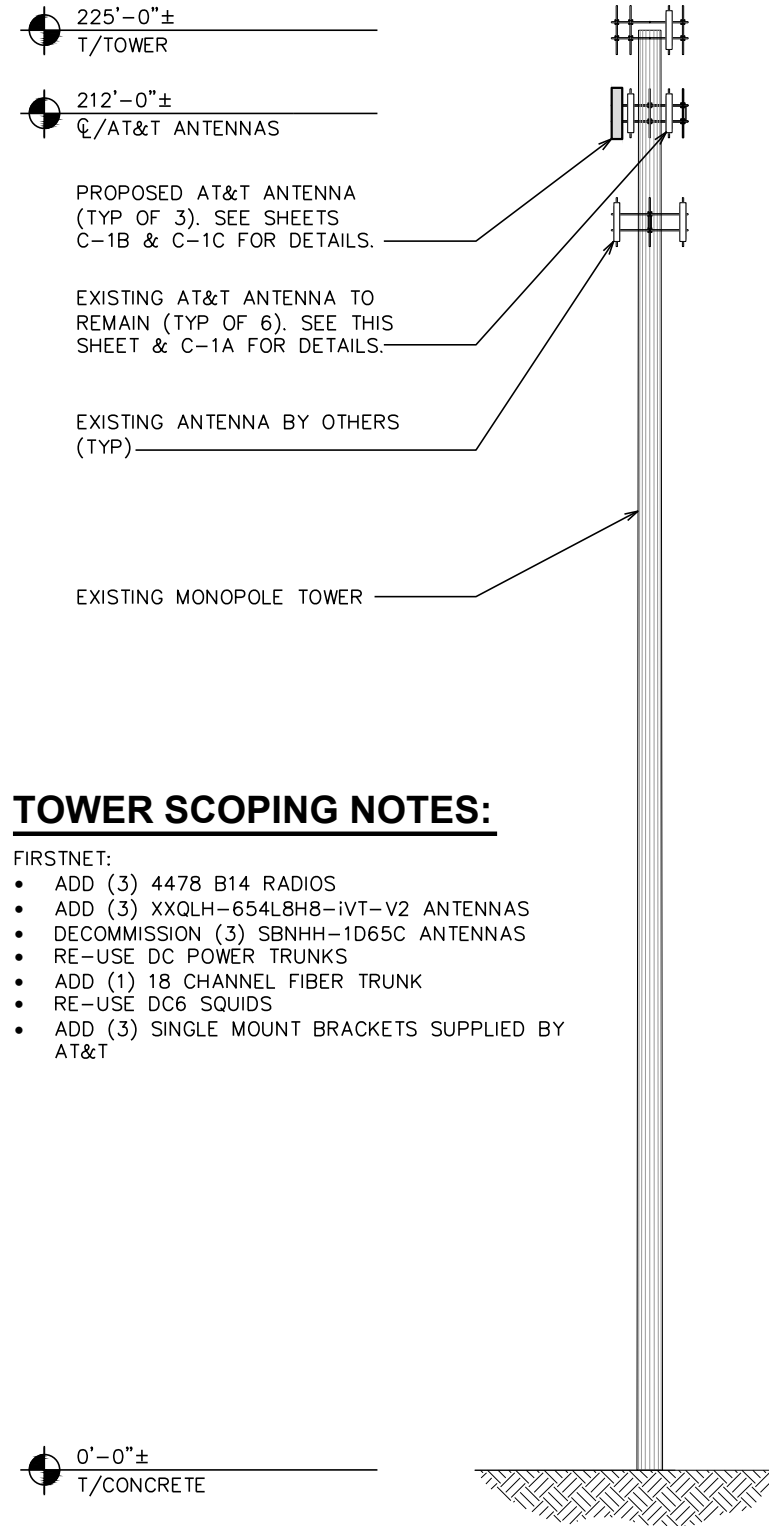 225'-0"±
T/TOWER
212'-0"±
℄/AT&T ANTENNAS
PROPOSED AT&T ANTENNA
(TYP OF 3). SEE SHEETS
C-1B & C-1C FOR DETAILS.
EXISTING AT&T ANTENNA TO
REMAIN (TYP OF 6). SEE THIS
SHEET & C-1A FOR DETAILS.
EXISTING ANTENNA BY OTHERS
(TYP)
EXISTING MONOPOLE TOWER
TOWER SCOPING NOTES:
FIRSTNET:
• ADD (3) 4478 B14 RADIOS
• ADD (3) XXQLH-654L8H8-iVT-V2 ANTENNAS
• DECOMMISSION (3) SBNHH-1D65C ANTENNAS
• RE-USE DC POWER TRUNKS
• ADD (1) 18 CHANNEL FIBER TRUNK
• RE-USE DC6 SQUIDS
• ADD (3) SINGLE MOUNT BRACKETS SUPPLIED BY
AT&T
0'-0"±
T/CONCRETE